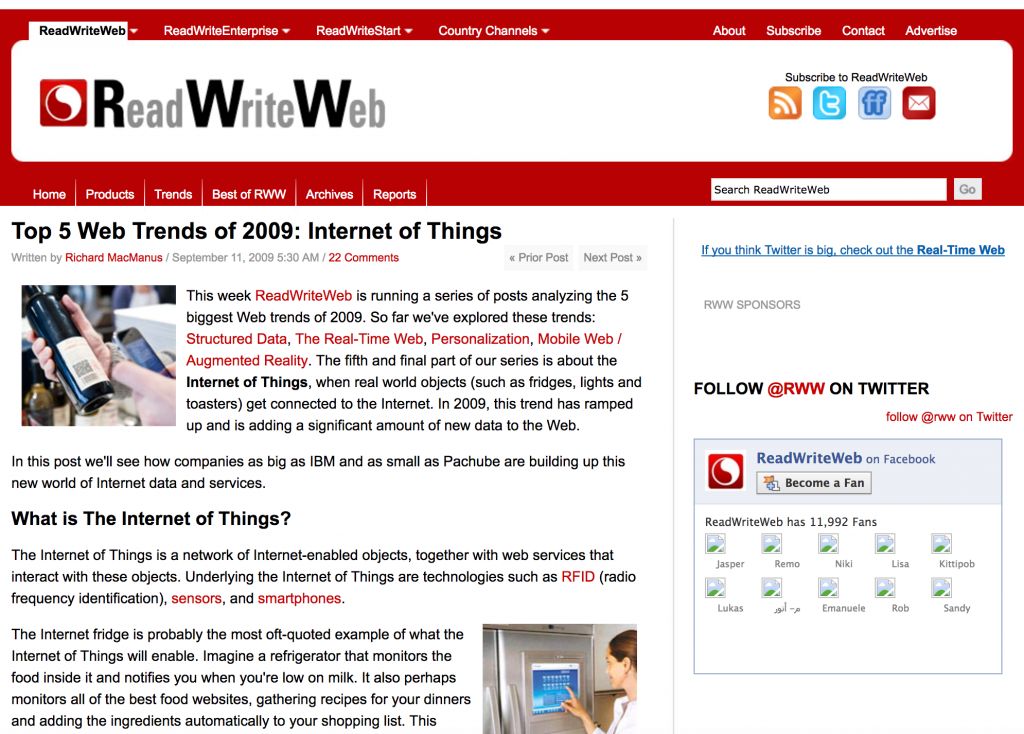 ReadWriteWeb ReadWriteEnterprise ReadWriteStart Country Channels About Subscribe Contact Advertise
ReadWriteWeb
Subscribe to ReadWriteWeb
Home Products Trends Best of RWW Archives Reports
Search ReadWriteWeb Go
Top 5 Web Trends of 2009: Internet of Things
Written by Richard MacManus / September 11, 2009 5:30 AM / 22 Comments
« Prior Post Next Post »
This week ReadWriteWeb is running a series of posts analyzing the 5
biggest Web trends of 2009. So far we've explored these trends:
Structured Data, The Real-Time Web, Personalization, Mobile Web /
Augmented Reality. The fifth and final part of our series is about the
Internet of Things, when real world objects (such as fridges, lights and
toasters) get connected to the Internet. In 2009, this trend has ramped
up and is adding a significant amount of new data to the Web.
In this post we'll see how companies as big as IBM and as small as Pachube are building up this
new world of Internet data and services.
What is The Internet of Things?
The Internet of Things is a network of Internet-enabled objects, together with web services that
interact with these objects. Underlying the Internet of Things are technologies such as RFID (radio
frequency identification), sensors, and smartphones.
The Internet fridge is probably the most oft-quoted example of what the
Internet of Things will enable. Imagine a refrigerator that monitors the
food inside it and notifies you when you're low on milk. It also perhaps
monitors all of the best food websites, gathering recipes for your dinners
and adding the ingredients automatically to your shopping list. This
If you think Twitter is big, check out the Real-Time Web
RWW SPONSORS
FOLLOW @RWW ON TWITTER
follow @rww on Twitter
ReadWriteWeb on Facebook
Become a Fan
ReadWriteWeb has 11,992 Fans
Jasper Remo Niki Lisa Kittipob
Lukas م- أنور Emanuele Rob Sandy